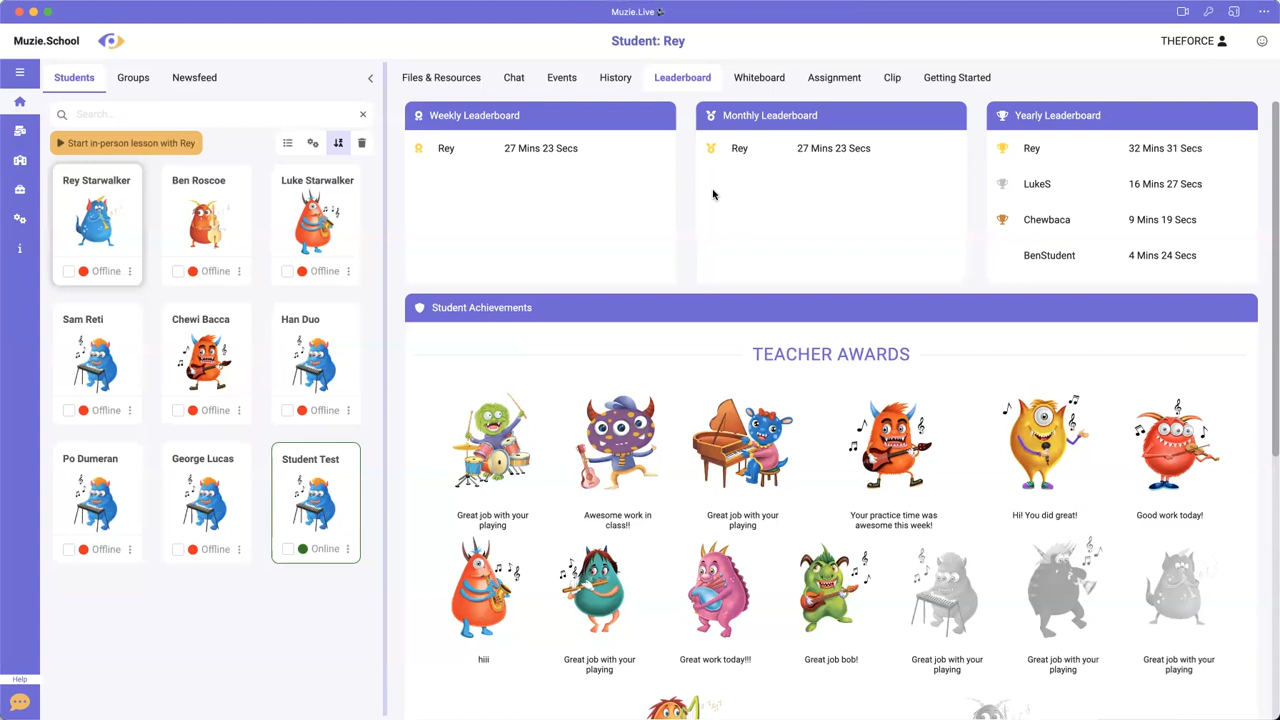 Muzie.Live
Muzie.School
Student: Rey
THEFORCE
Students
Groups
Newsfeed
Search...
Start in-person lesson with Rey
Rey Starwalker
Offline
Ben Roscoe
Offline
Luke Starwalker
Offline
Sam Reti
Offline
Chewi Bacca
Offline
Han Duo
Offline
Po Dumeran
Offline
George Lucas
Offline
Student Test
Online
Help
Files & Resources
Chat
Events
History
Leaderboard
Whiteboard
Assignment
Clip
Getting Started
Weekly Leaderboard
Rey 27 Mins 23 Secs
Monthly Leaderboard
Rey 27 Mins 23 Secs
Yearly Leaderboard
Rey 32 Mins 31 Secs
LukeS 16 Mins 27 Secs
Chewbaca 9 Mins 19 Secs
BenStudent 4 Mins 24 Secs
Student Achievements
TEACHER AWARDS
Great job with your
playing
Awesome work in
class!!
Great job with your
playing
Your practice time was
awesome this week!
Hi! You did great!
Good work today!
hiii
Great job with your
playing
Great work today!!!
Great job bob!
Great job with your
playing
Great job with your
playing
Great job with your
playing